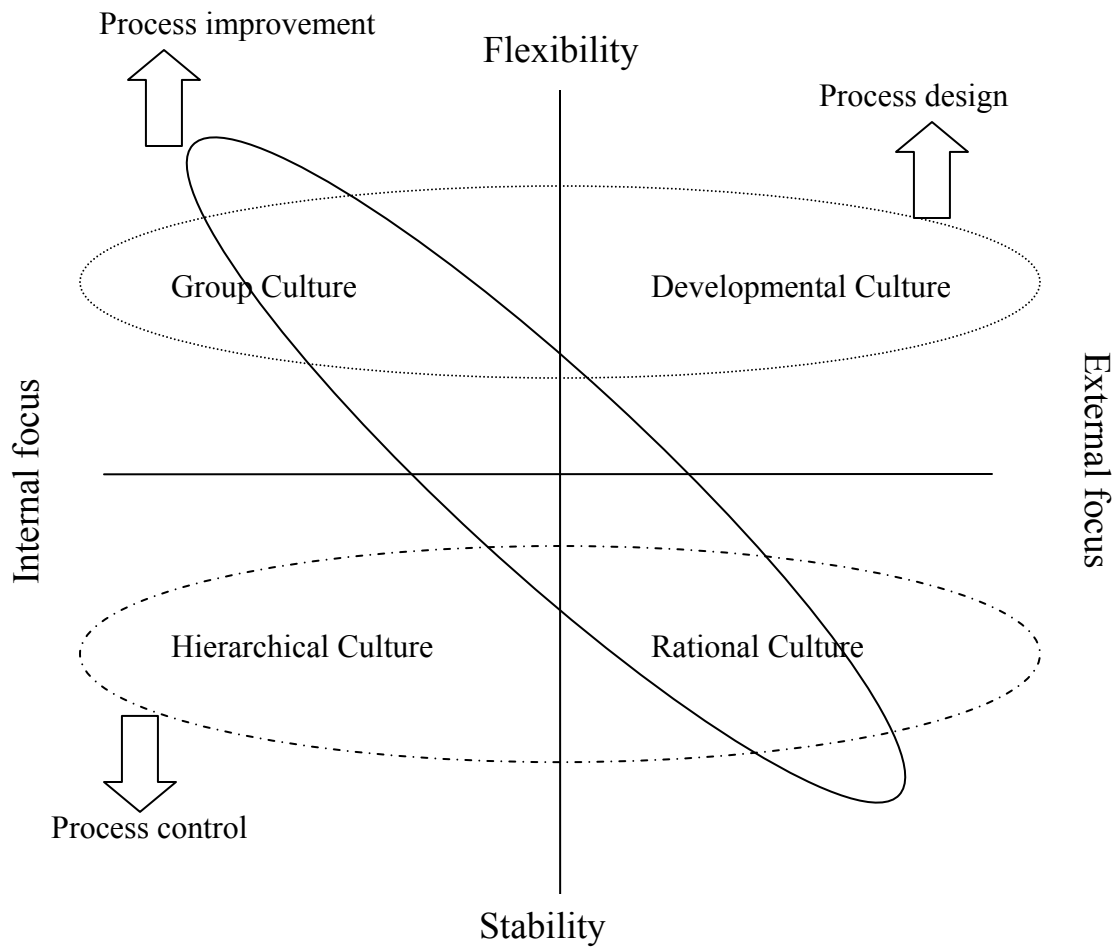 Process improvement
Flexibility
Process design
Group Culture
Developmental Culture
Internal focus
External focus
Hierarchical Culture
Rational Culture
Process control
Stability